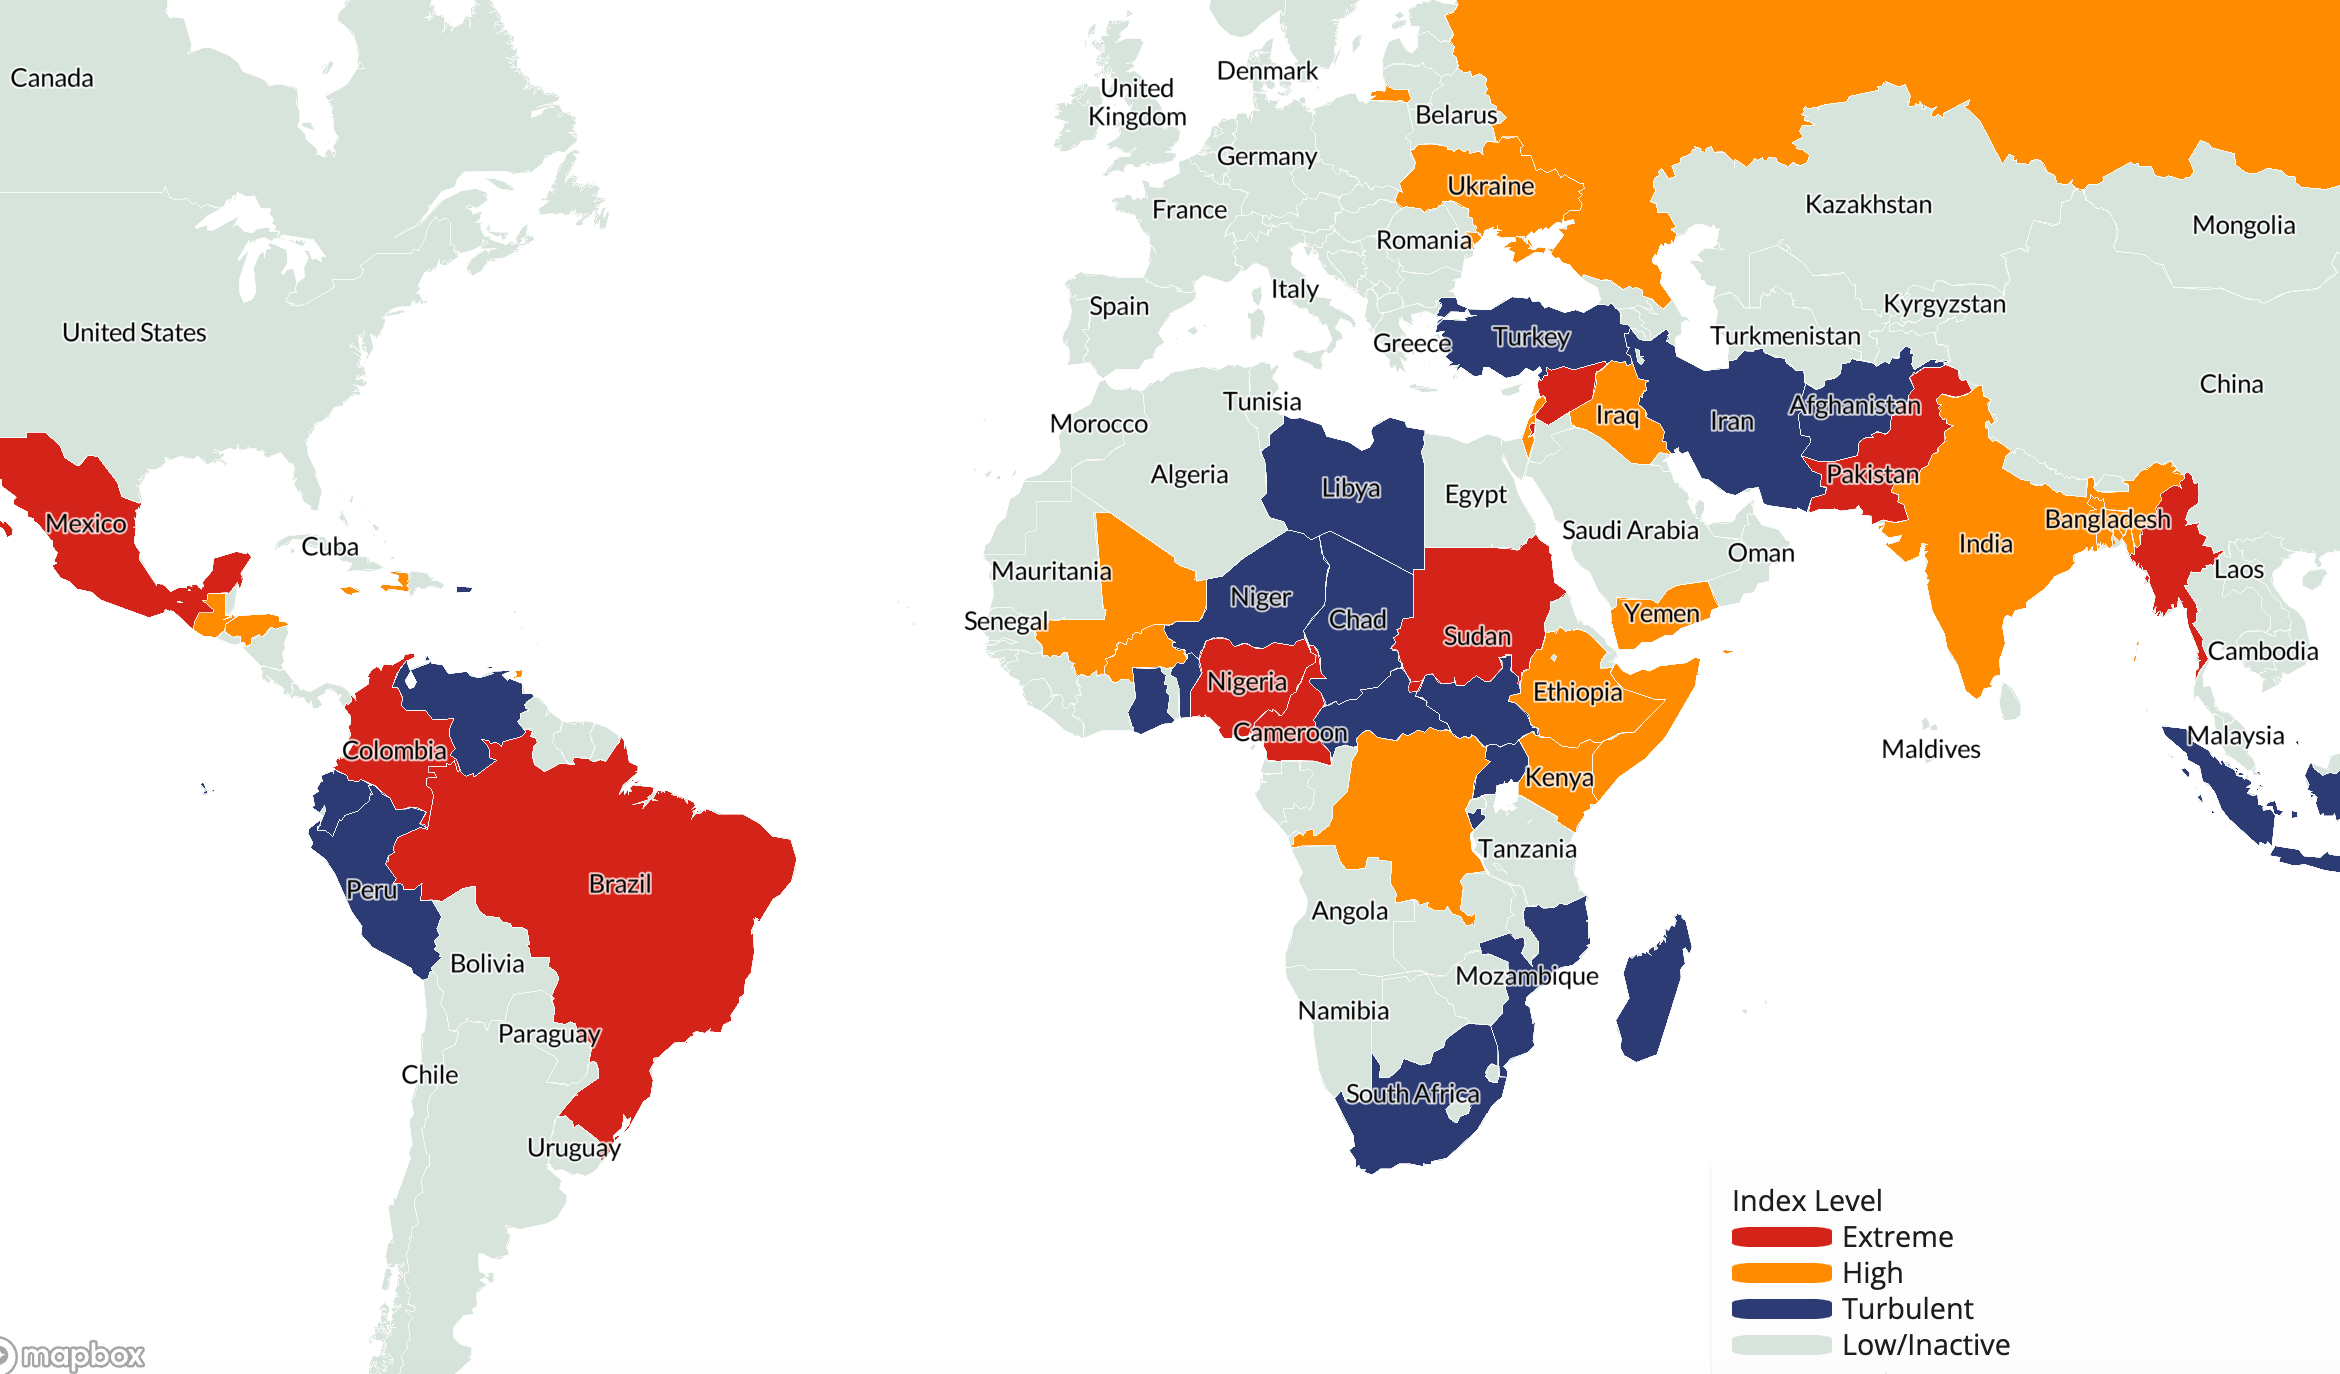 Canada
United
Kingdom
Denmark
Belarus
Germany
Ukraine
France
Romania
Kazakhstan
Mongolia
Spain
Italy
Kyrgyzstan
United States
Greece
Turkey
Turkmenistan
China
Tunisia
Morocco
Iraq
Afghanistan
Iran
Algeria
Libya
Egypt
Pakistan
Mexico
Cuba
Saudi Arabia
Oman
Bangladesh
India
Laos
Mauritania
Niger
Chad
Yemen
Senegal
Sudan
Cambodia
Nigeria
Ethiopia
Colombia
Cameroon
Maldives
Malaysia
Kenya
Peru
Brazil
Tanzania
Angola
Bolivia
Mozambique
Namibia
Paraguay
Chile
South Africa
Uruguay
Index Level
Extreme
High
Turbulent
Low/Inactive
mapbox